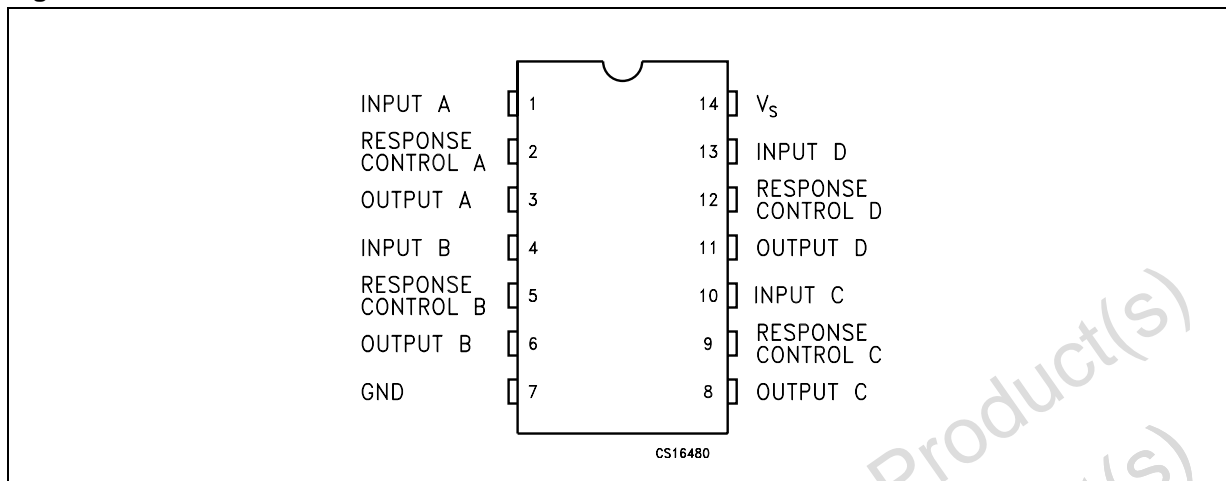 INPUT A
1
RESPONSE
CONTROL A
2
OUTPUT A
3
INPUT B
4
RESPONSE
CONTROL B
5
OUTPUT B
6
GND
7
14
VS
13
INPUT D
12
RESPONSE
CONTROL D
11
OUTPUT D
10
INPUT C
9
RESPONSE
CONTROL C
8
OUTPUT C
CS16480
Product(s)